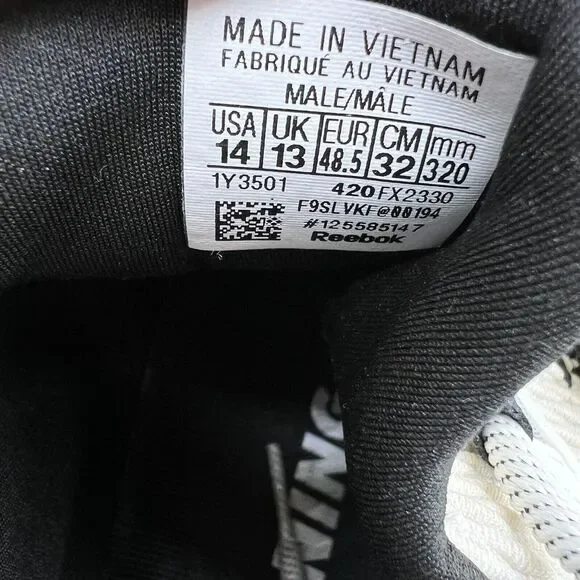 MADE IN VIETNAM
FABRIQUÉ AU VIETNAM
MALE/MÂLE
USA UK EUR CM mm
14 13 48.5 32 320
1Y3501 420 FX2330
F9SLVKF@00194
#125585147
Reebok